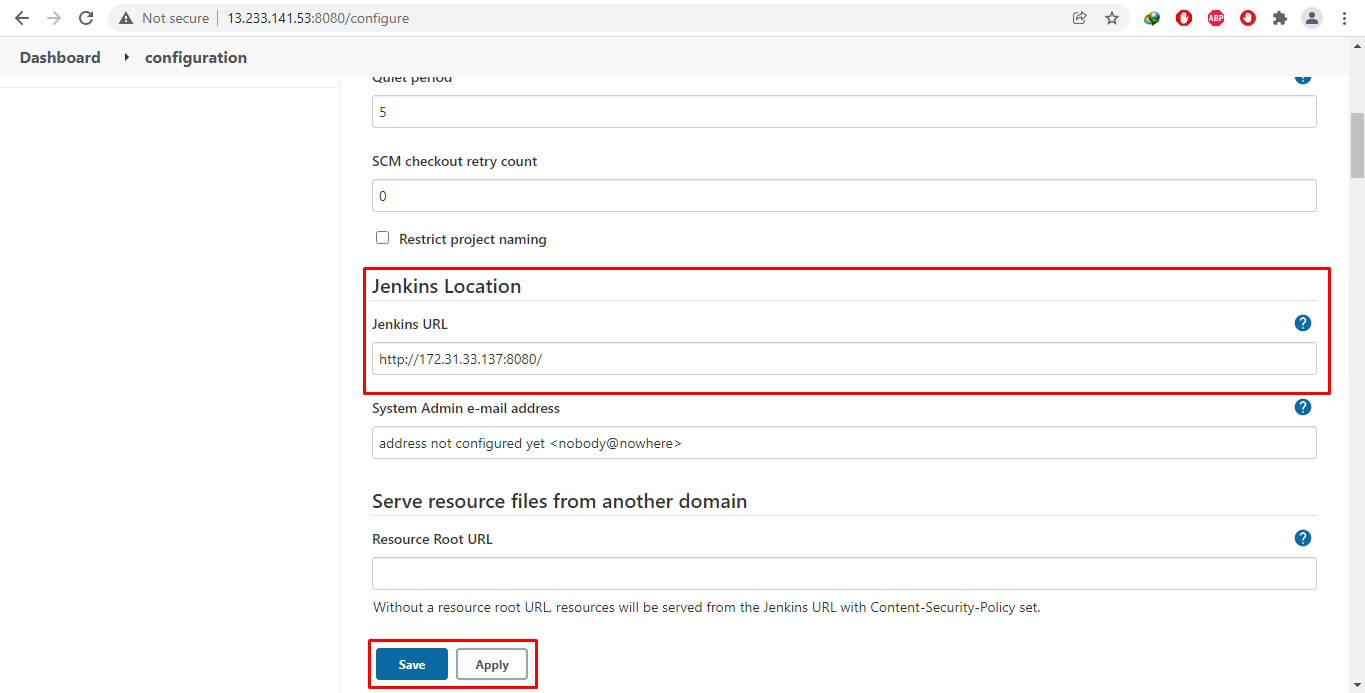 Not secure
13.233.141.53:8080/configure
ABP
Dashboard
configuration
Quiet period
?
5
SCM checkout retry count
0
Restrict project naming
Jenkins Location
Jenkins URL
?
http://172.31.33.137:8080/
System Admin e-mail address
?
address not configured yet <nobody@nowhere>
Serve resource files from another domain
Resource Root URL
?
Without a resource root URL, resources will be served from the Jenkins URL with Content-Security-Policy set.
Save
Apply